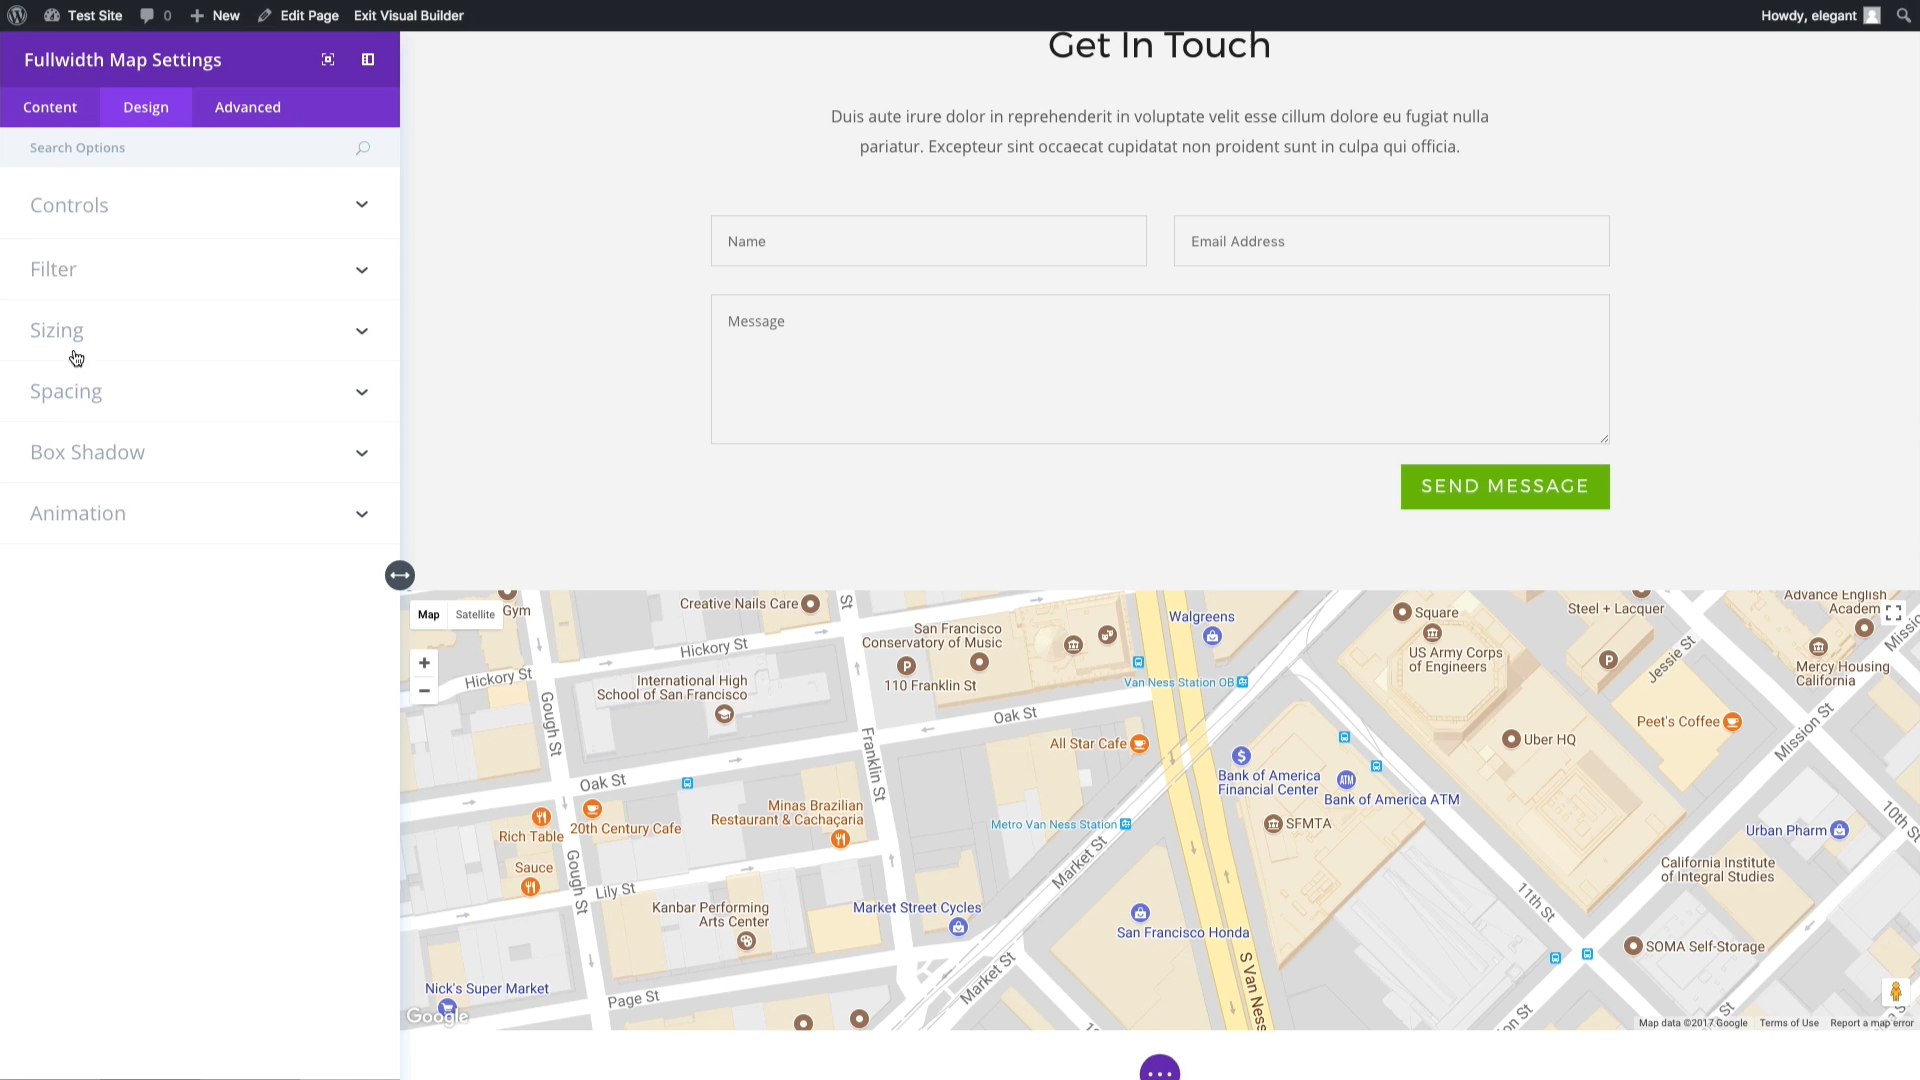 Test Site
0
New
Edit Page
Exit Visual Builder
Howdy, elegant
Fullwidth Map Settings
Content
Design
Advanced
Search Options
Controls
Filter
Sizing
Spacing
Box Shadow
Animation
Get In Touch
Duis aute irure dolor in reprehenderit in voluptate velit esse cillum dolore eu fugiat nulla
pariatur. Excepteur sint occaecat cupidatat non proident sunt in culpa qui officia.
Name
Email Address
Message
SEND MESSAGE
Map
Satellite
Gym
Creative Nails Care
St
San Francisco
Conservatory of Music
Walgreens
Square
Steel + Lacquer
Advance English
Academ
Hickory St
Hickory St
International High
School of San Francisco
110 Franklin St
Van Ness Station OB
US Army Corps
of Engineers
P
P
Jessie St
Missio
Mercy Housing
California
Gough St
Oak St
Franklin St
All Star Cafe
Peet's Coffee
Uber HQ
Mission St
$
Bank of America
Financial Center
ATM
Bank of America ATM
Oak St
Minas Brazilian
Restaurant & Cachaçaria
Rich Table
20th Century Cafe
Metro Van Ness Station
SFMTA
Urban Pharm
10th St
Sauce
Gough St
Lily St
Market St
California Institute
of Integral Studies
Kanbar Performing
Arts Center
Market Street Cycles
San Francisco Honda
11th St
SOMA Self-Storage
Nick's Super Market
Page St
Market St
S Van Ness
on St
St
Google
Map data ©2017 Google
Terms of Use
Report a map error